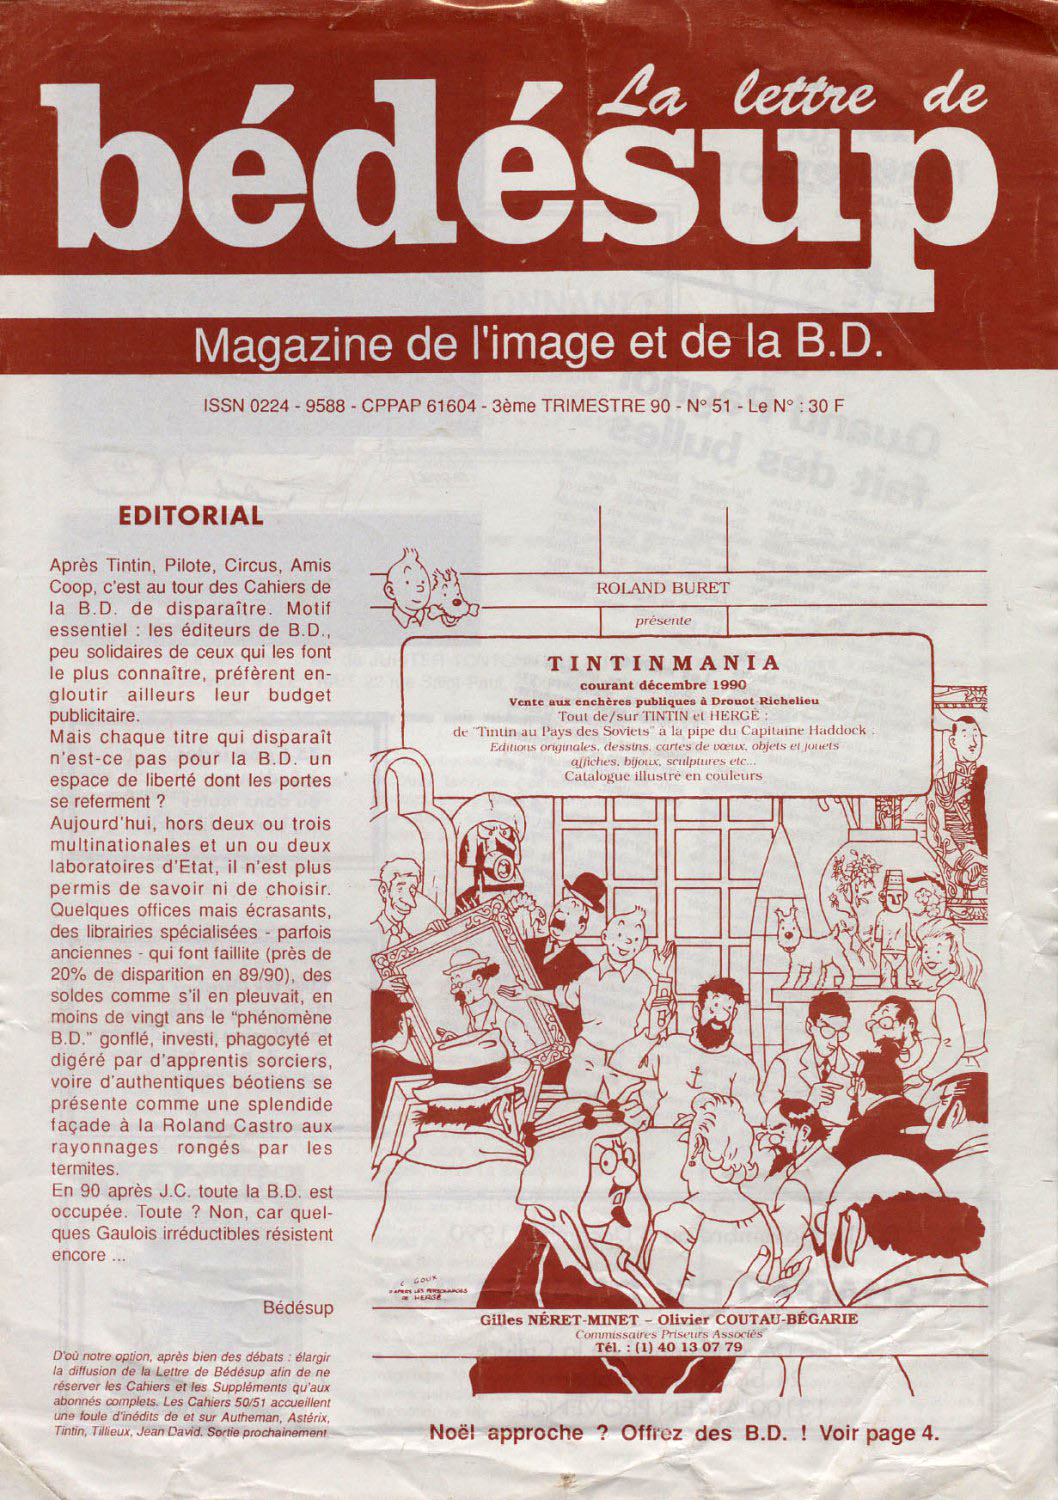 La lettre de
bédésup
Magazine de l'image et de la B.D.
ISSN 0224 - 9588 - CPPAP 61604 - 3ème TRIMESTRE 90 - N° 51 - Le N° : 30 F
EDITORIAL
Après Tintin, Pilote, Circus, Amis
Coop, c'est au tour des Cahiers de
la B.D. de disparaître. Motif
essentiel : les éditeurs de B.D.,
peu solidaires de ceux qui les font
le plus connaître, préfèrent en-
gloutir ailleurs leur budget
publicitaire.
Mais chaque titre qui disparaît
n'est-ce pas pour la B.D. un
espace de liberté dont les portes
se referment ?
Aujourd'hui, hors deux ou trois
multinationales et un ou deux
laboratoires d'Etat, il n'est plus
permis de savoir ni de choisir.
Quelques offices mais écrasants,
des librairies spécialisées - parfois
anciennes - qui font faillite (près de
20% de disparition en 89/90), des
soldes comme s'il en pleuvait, en
moins de vingt ans le "phénomène
B.D." gonflé, investi, phagocyté et
digéré par d'apprentis sorciers,
voire d'authentiques béotiens se
présente comme une splendide
façade à la Roland Castro aux
rayonnages rongés par les
termites.
En 90 après J.C. toute la B.D. est
occupée. Toute ? Non, car quel-
ques Gaulois irréductibles résistent
encore ...
Bédésup
D'où notre option, après bien des débats : élargir
la diffusion de la Lettre de Bédésup afin de ne
réserver les Cahiers et les Suppléments qu'aux
abonnés complets. Les Cahiers 50/51 accueillent
une foule d'inédits de et sur Autheman, Astérix,
Tintin, Tillieux, Jean David. Sortie prochainement
ROLAND BURET
présente
TINTINMANIA
courant décembre 1990
Vente aux enchères publiques à Drouot-Richelieu
Tout de/sur TINTIN et HERGÉ :
de "Tintin au Pays des Soviets" à la pipe du Capitaine Haddock :
Editions originales, dessins, cartes de vœux, objets et jouets
affiches, bijoux, sculptures etc...
Catalogue illustré en couleurs
C GOUX
D'APRÈS LES PERSONNAGES
DE HERGÉ
Gilles NÉRET-MINET – Olivier COUTAU-BÉGARIE
Commissaires Priseurs Associés
Tél. : (1) 40 13 07 79
Noël approche ? Offrez des B.D. ! Voir page 4.